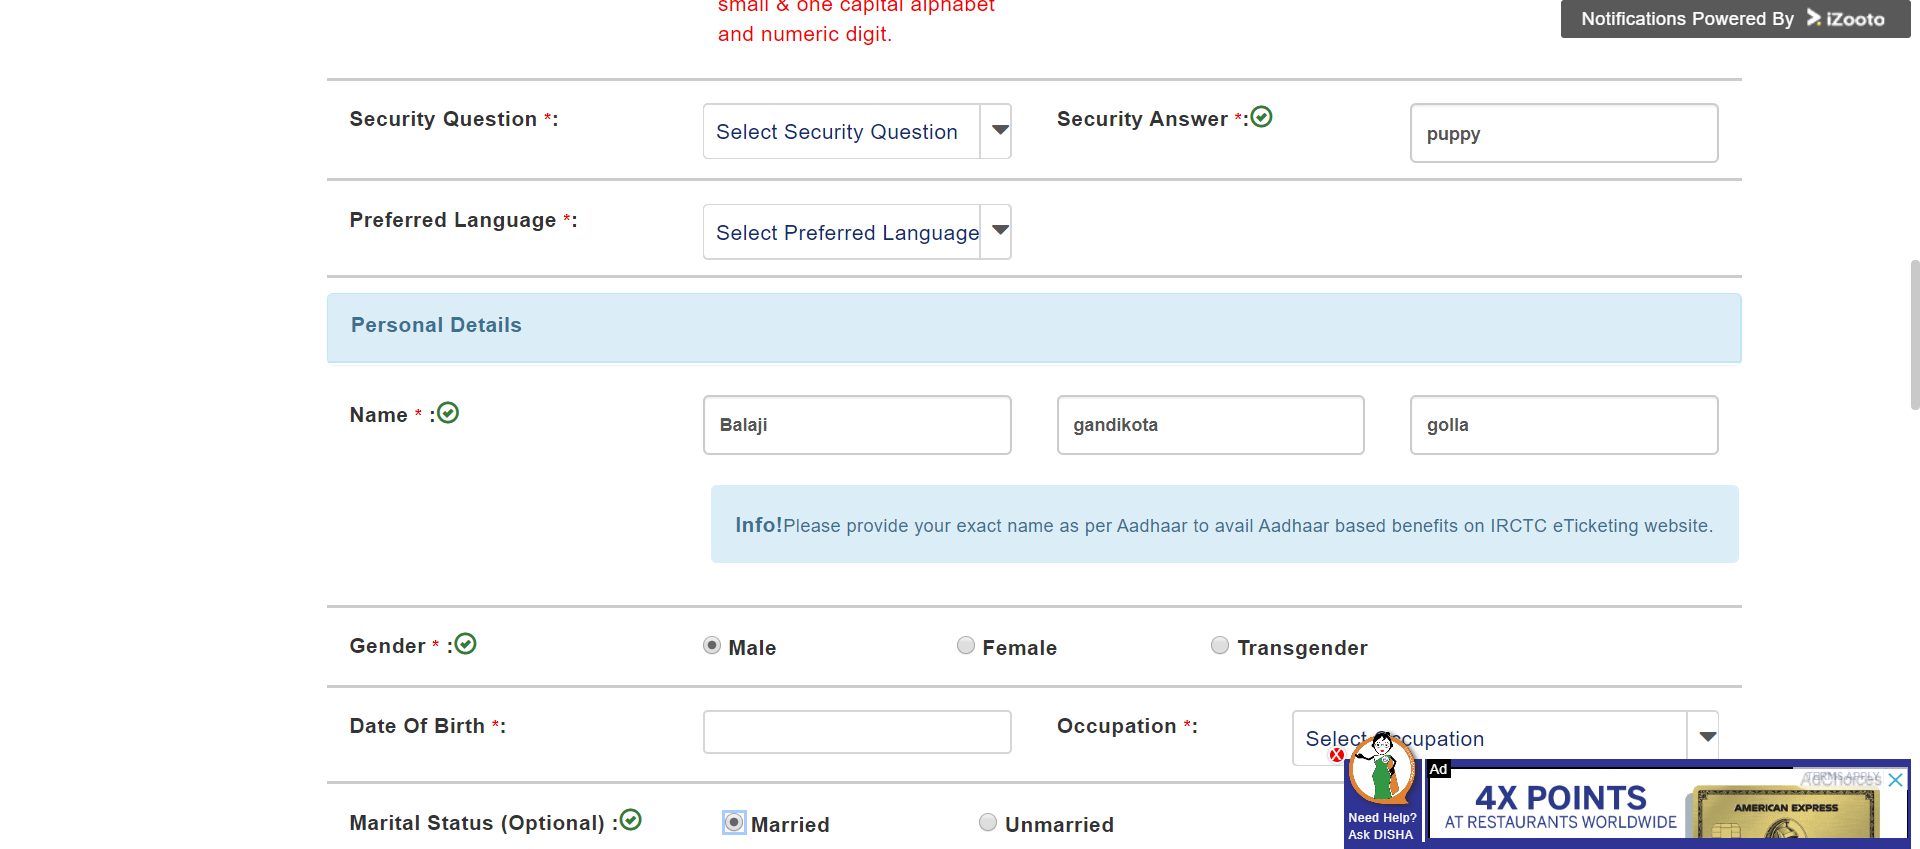 small & one capital alphabet
and numeric digit.
Notifications Powered By iZooto
Security Question *:
Select Security Question
Security Answer *:
puppy
Preferred Language *:
Select Preferred Language
Personal Details
Name * :
Balaji
gandikota
golla
Info!Please provide your exact name as per Aadhaar to avail Aadhaar based benefits on IRCTC eTicketing website.
Gender * :
Male
Female
Transgender
Date Of Birth *:
Occupation *:
Select Occupation
Marital Status (Optional) :
Married
Unmarried
X
Need Help?
Ask DISHA
Ad
4X POINTS
AT RESTAURANTS WORLDWIDE
TERMS APPLY
AdChoices
AMERICAN EXPRESS